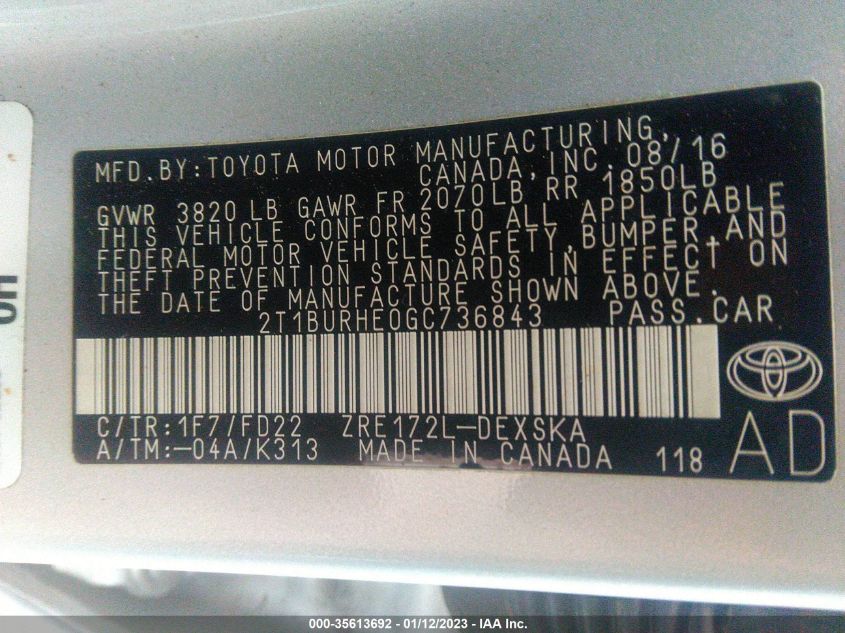 MFD.BY:TOYOTA MOTOR MANUFACTURING,
CANADA,INC. 08/16
GVWR 3820 LB GAWR FR 2070LB, RR 1850LB
THIS VEHICLE CONFORMS TO ALL APPLICABLE
FEDERAL MOTOR VEHICLE SAFETY,BUMPER,AND
THEFT PREVENTION STANDARDS IN EFFECT ON
THE DATE OF MANUFACTURE SHOWN ABOVE.
2T1BURHE0GC736843 PASS.CAR
C/TR:1F7/FD22 ZRE172L-DEXSKA
A/TM:-04A/K313 MADE IN CANADA 118
AD
000-35613692 - 01/12/2023 - IAA Inc.